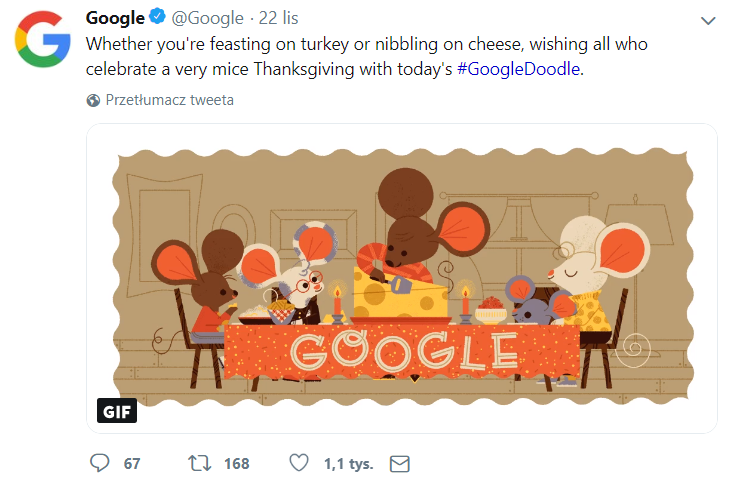 Google @Google · 22 lis
Whether you're feasting on turkey or nibbling on cheese, wishing all who
celebrate a very mice Thanksgiving with today's #GoogleDoodle.
Przetłumacz tweeta
GOOGLE
GIF
67 168 1,1 tys.